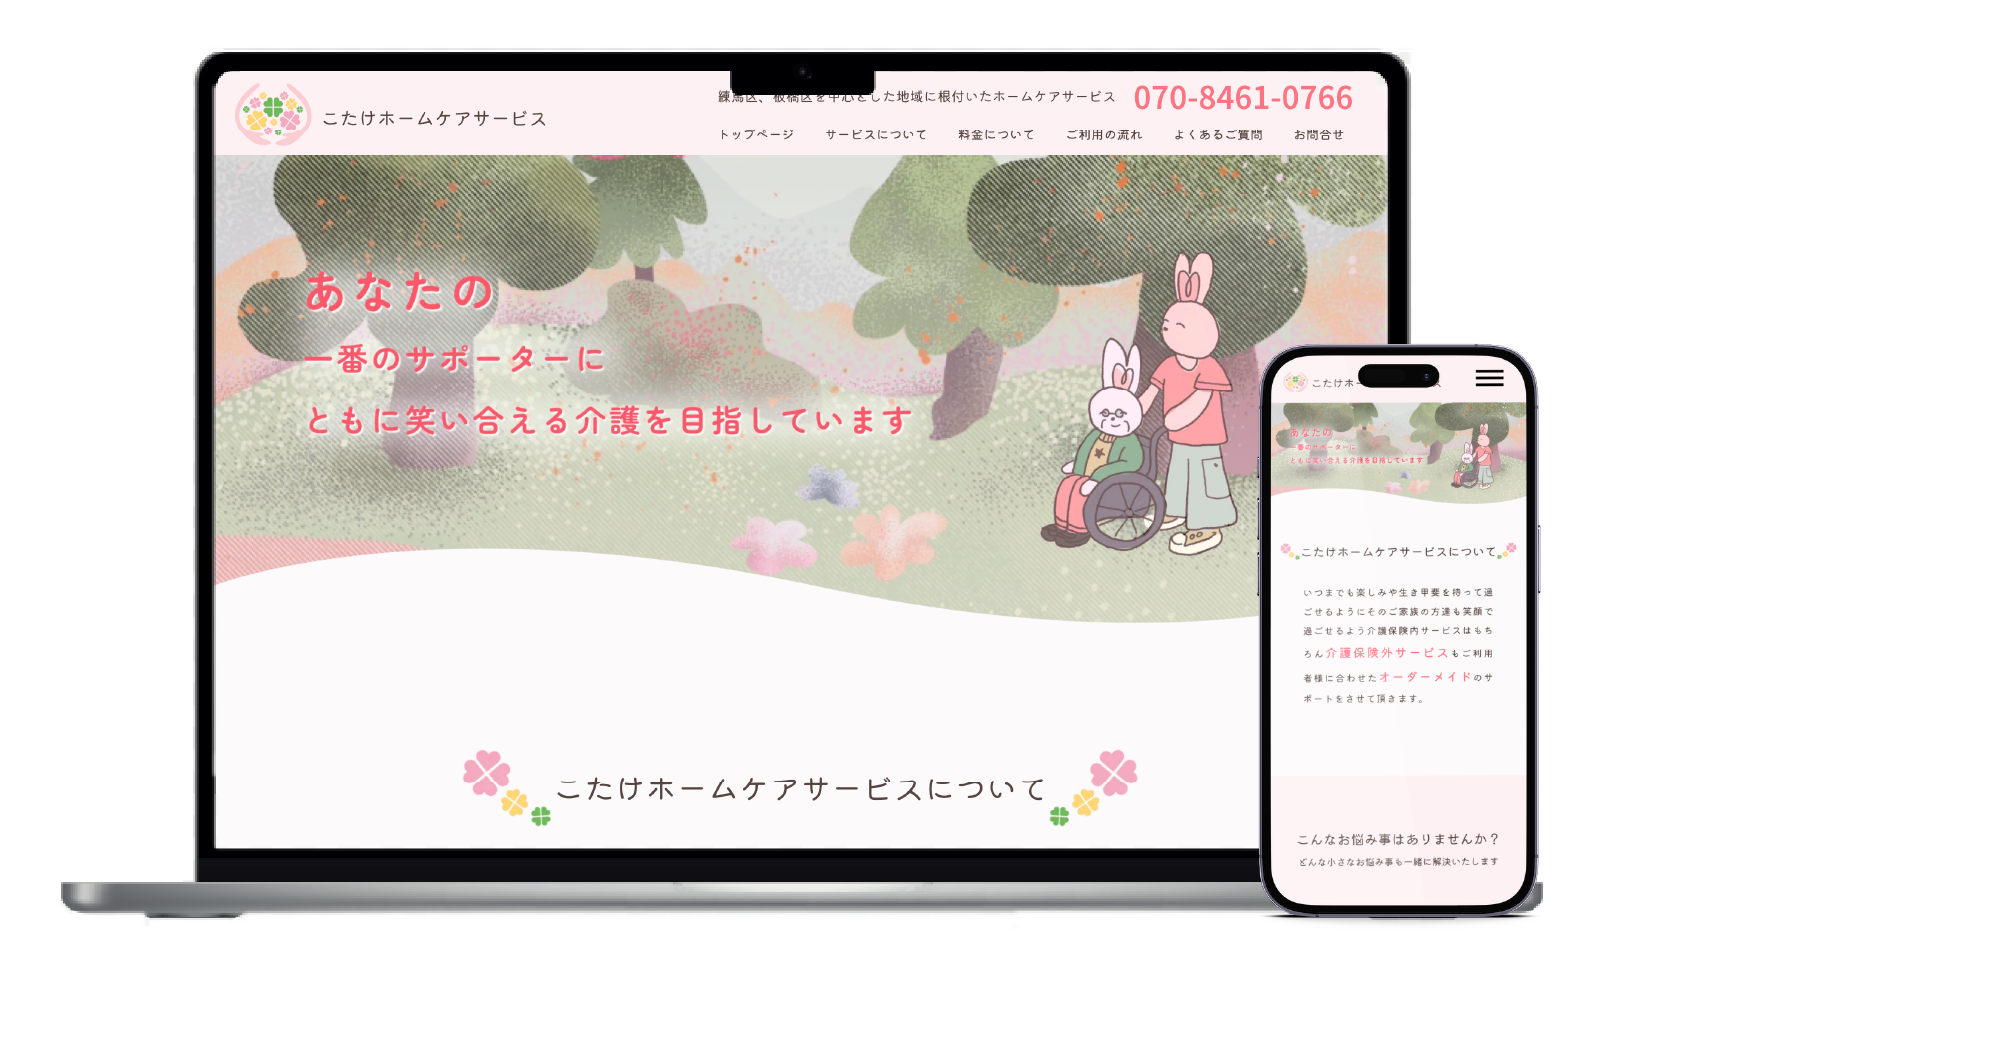 こたけホームケアサービス
練馬区、板橋区を中心とした地域に根付いたホームケアサービス
070-8461-0766
トップページ サービスについて 料金について ご利用の流れ よくあるご質問 お問合せ
あなたの
一番のサポーターに
ともに笑い合える介護を目指しています
こたけホームケアサービスについて
こたけホ
あなたの
一番のサポーターに
ともに笑い合える介護を目指しています
こたけホームケアサービスについて
いつまでも楽しみや生き甲斐を持って過
ごせるようにそのご家族の方達も笑顔で
過ごせるよう介護保険内サービスはもち
ろん介護保険外サービスもご利用
者様に合わせたオーダーメイドのサ
ポートをさせて頂きます。
こんなお悩み事はありませんか？
どんな小さなお悩み事も一緒に解決いたします